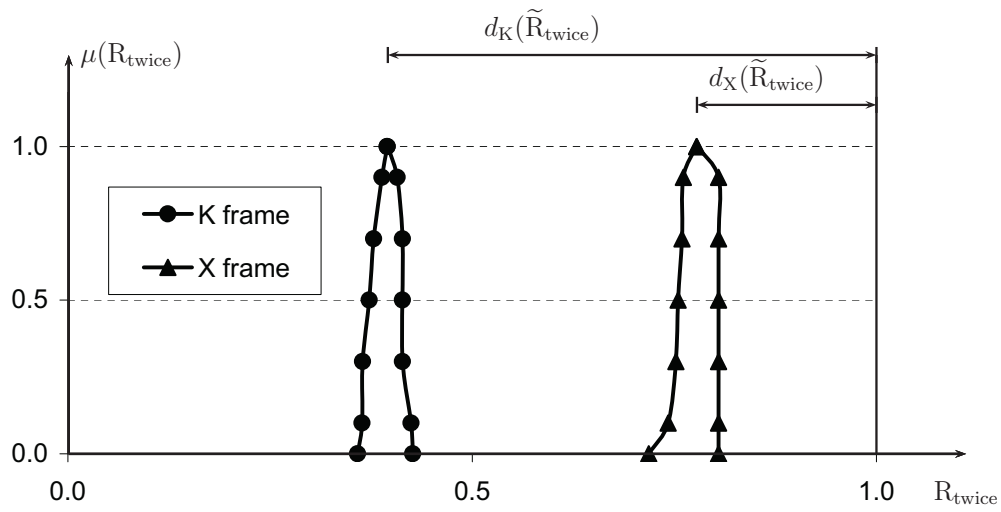 d_K(R̃_twice)
μ(R_twice)
d_X(R̃_twice)
1.0
K frame
X frame
0.5
0.0
0.0 0.5 1.0 R_twice